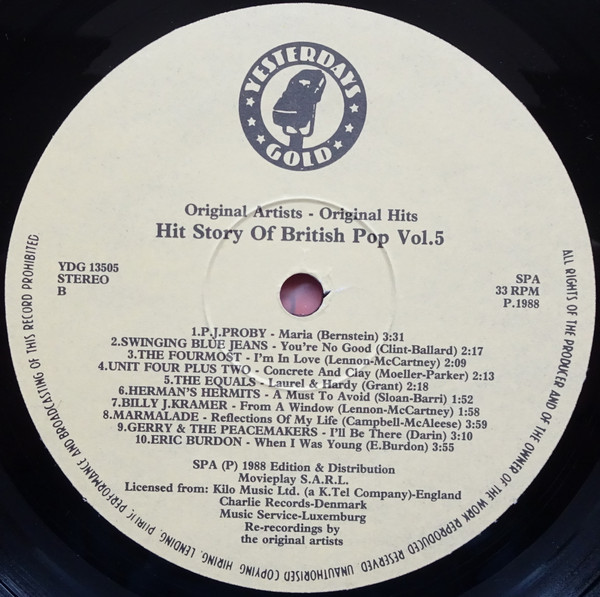 YESTERDAYS
GOLD
Original Artists - Original Hits
Hit Story Of British Pop Vol.5
YDG 13505
STEREO
B
SPA
33 RPM
P.1988
1.P.J.PROBY - Maria (Bernstein) 3:31
2.SWINGING BLUE JEANS - You're No Good (Clint-Ballard) 2:17
3.THE FOURMOST - I'm In Love (Lennon-McCartney) 2:09
4.UNIT FOUR PLUS TWO - Concrete And Clay (Moeller-Parker) 2:13
5.THE EQUALS - Laurel & Hardy (Grant) 2:18
6.HERMAN'S HERMITS - A Must To Avoid (Sloan-Barri) 1:52
7.BILLY J.KRAMER - From A Window (Lennon-McCartney) 1:58
8.MARMALADE - Reflections Of My Life (Campbell-McAleese) 3:59
9.GERRY & THE PEACEMAKERS - I'll Be There (Darin) 3:10
10.ERIC BURDON - When I Was Young (E.Burdon) 3:55
SPA (P) 1988 Edition & Distribution
Movieplay S.A.R.L.
Licensed from: Kilo Music Ltd. (a K.Tel Company)-England
Charlie Records-Denmark
Music Service-Luxemburg
Re-recordings by
the original artists
ALL RIGHTS OF THE PRODUCER AND OF THE OWNER OF THE WORK REPRODUCED RESERVED UNAUTHORISED COPYING HIRING, LENDING, PUBLIC PERFORMANCE AND BROADCASTING OF THIS RECORD PROHIBITED